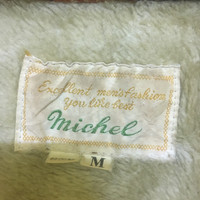 Excellent men's fashion
you like best
Michel
M